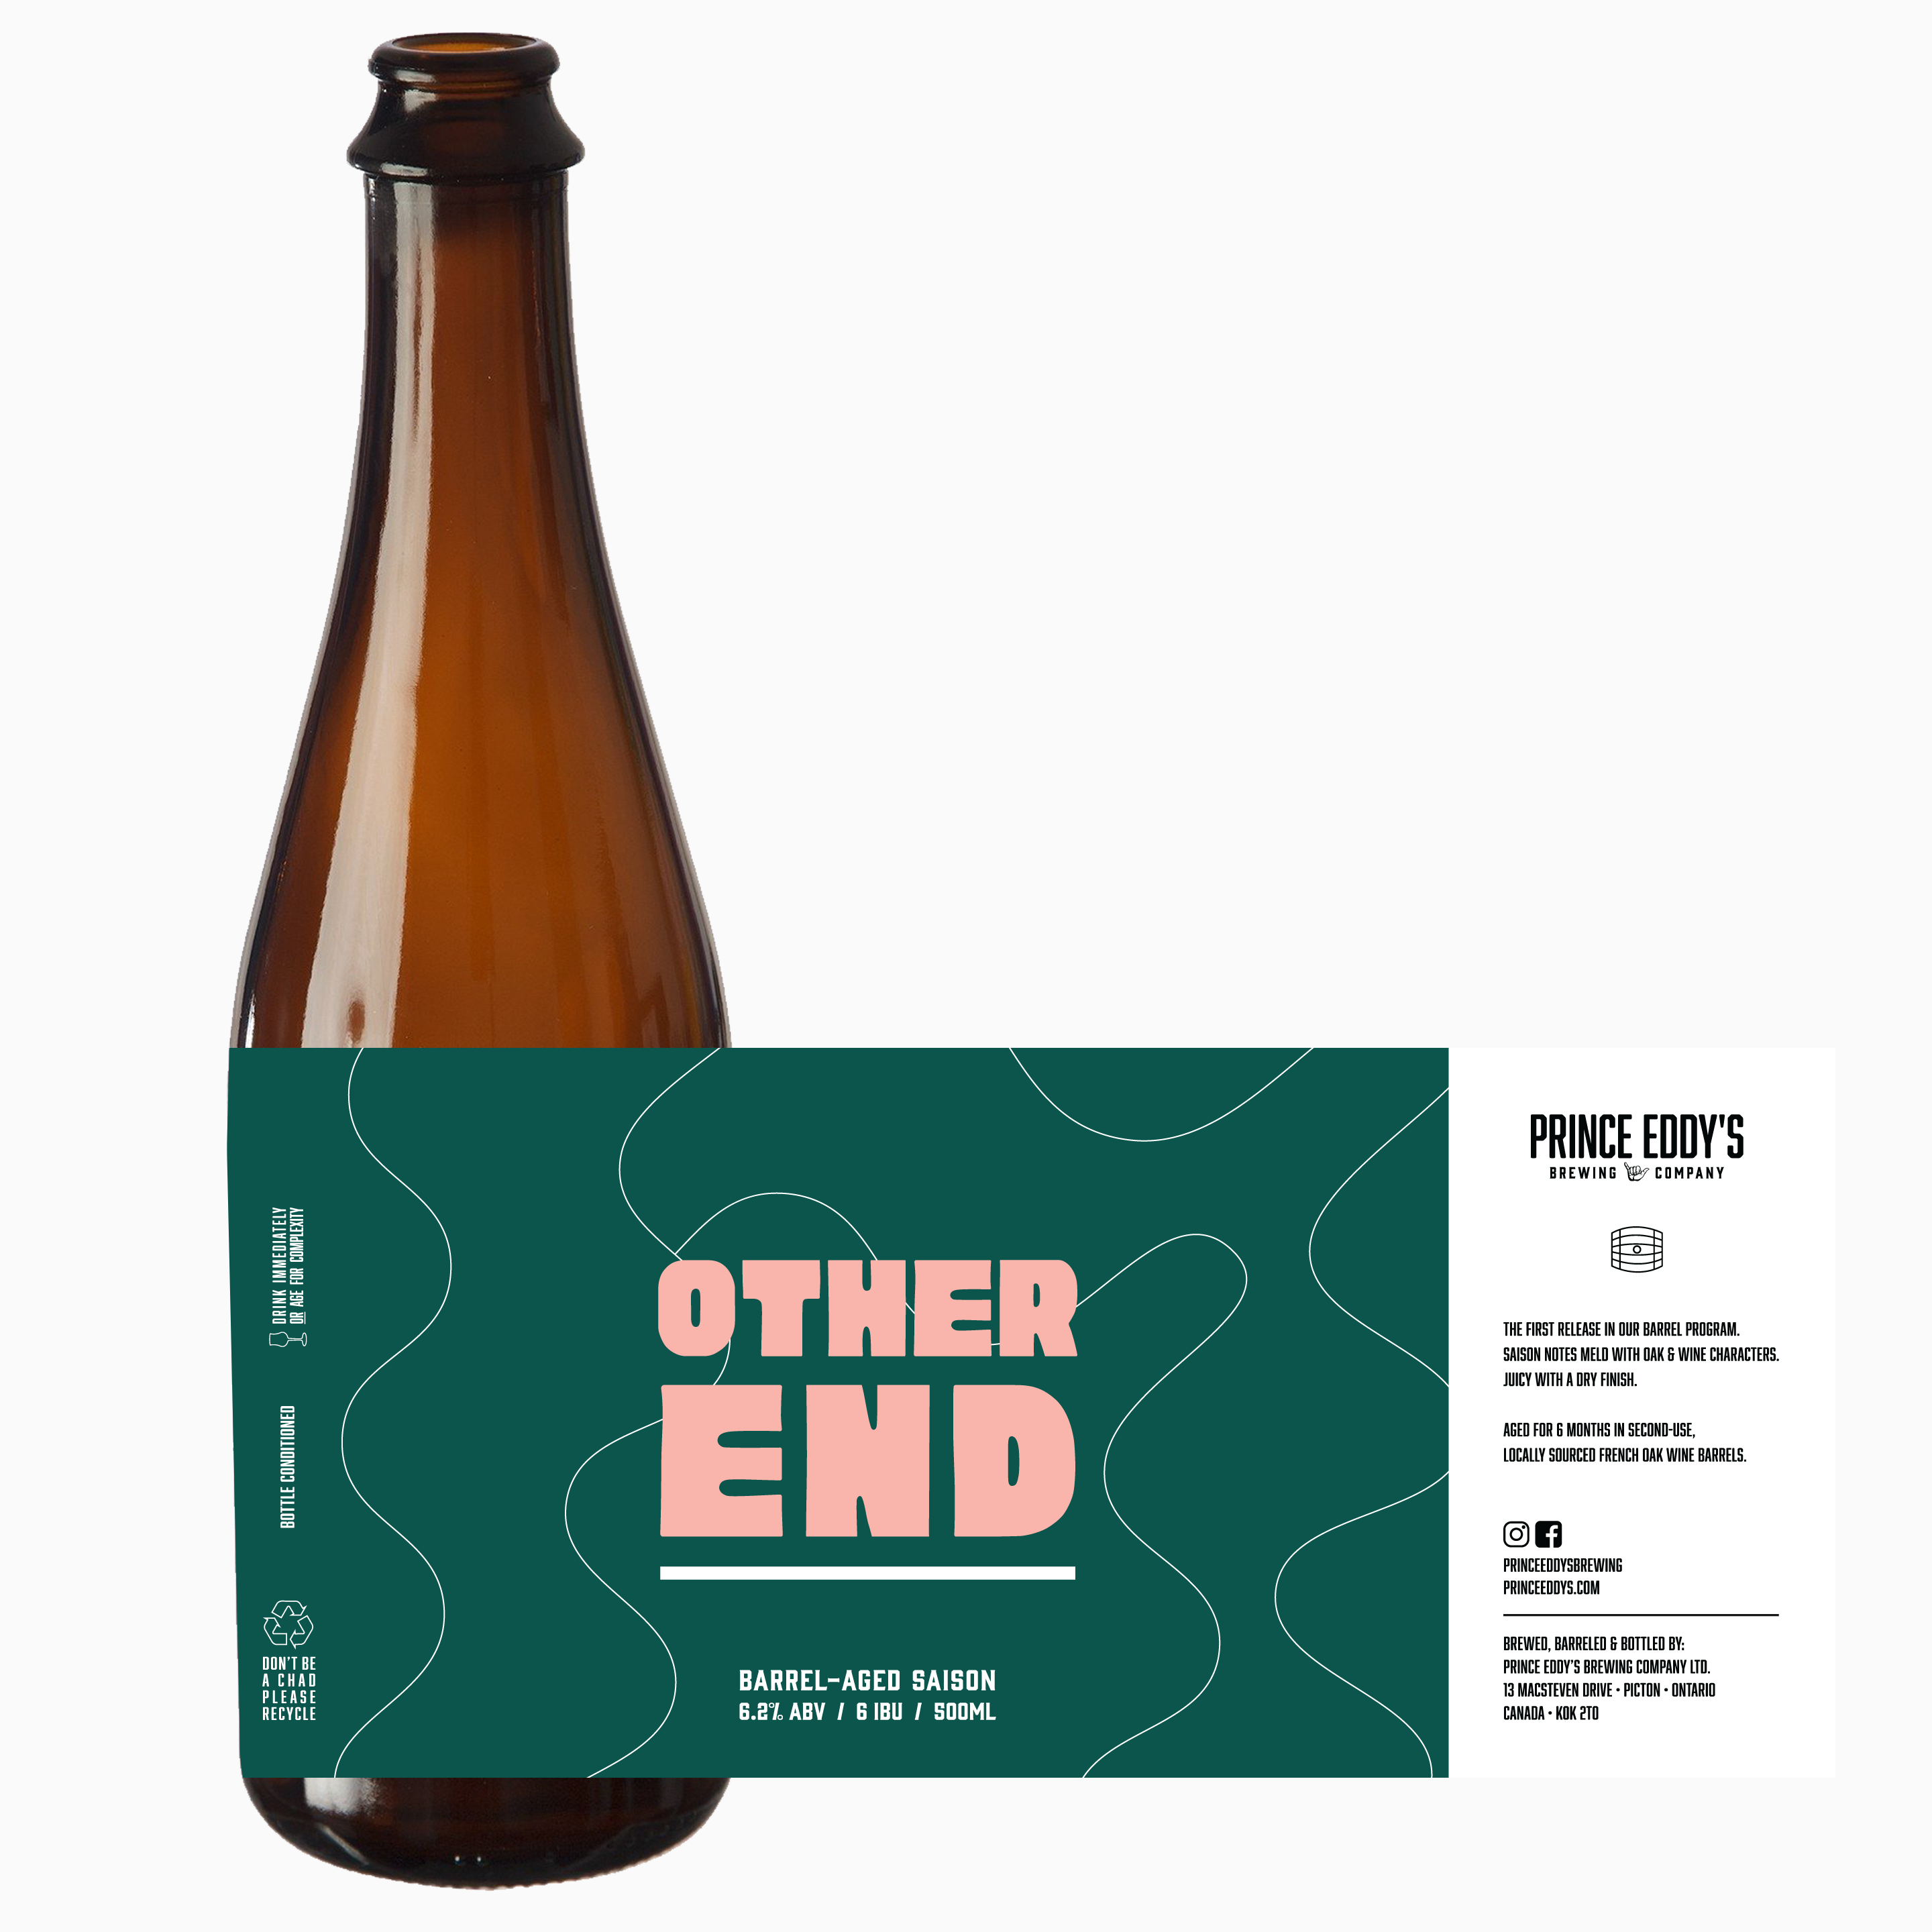 DRINK IMMEDIATELY
OR AGE FOR COMPLEXITY
BOTTLE CONDITIONED
DON'T BE
A CHAD
PLEASE
RECYCLE
OTHER
END
BARREL-AGED SAISON
6.2% ABV / 6 IBU / 500ML
PRINCE EDDY'S
BREWING COMPANY
THE FIRST RELEASE IN OUR BARREL PROGRAM.
SAISON NOTES MELD WITH OAK & WINE CHARACTERS.
JUICY WITH A DRY FINISH.
AGED FOR 6 MONTHS IN SECOND-USE,
LOCALLY SOURCED FRENCH OAK WINE BARRELS.
PRINCEEDDYSBREWING
PRINCEEDDYS.COM
BREWED, BARRELED & BOTTLED BY:
PRINCE EDDY'S BREWING COMPANY LTD.
13 MACSTEVEN DRIVE • PICTON • ONTARIO
CANADA • K0K 2T0